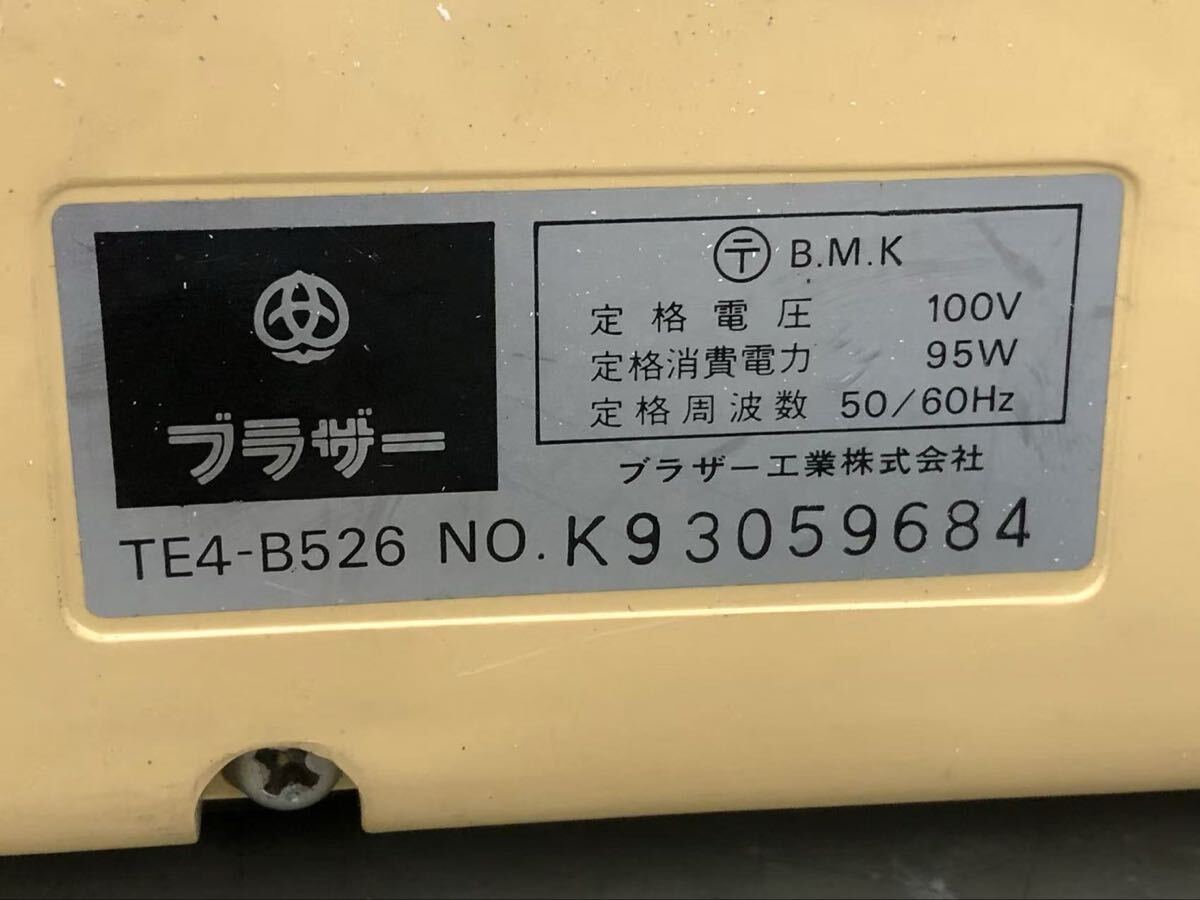 ブラザー
〒 B.M.K
定格電圧 100V
定格消費電力 95W
定格周波数 50/60Hz
ブラザー工業株式会社
TE4-B526 NO. K93059684